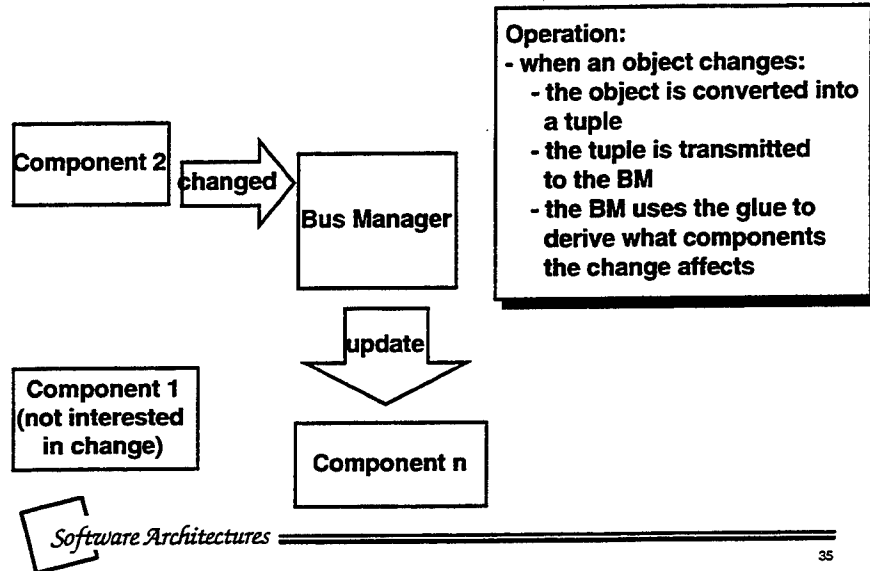 Operation:
- when an object changes:
- the object is converted into
a tuple
- the tuple is transmitted
to the BM
- the BM uses the glue to
derive what components
the change affects
Component 2
changed
Bus Manager
update
Component 1
(not interested
in change)
Component n
Software Architectures
35